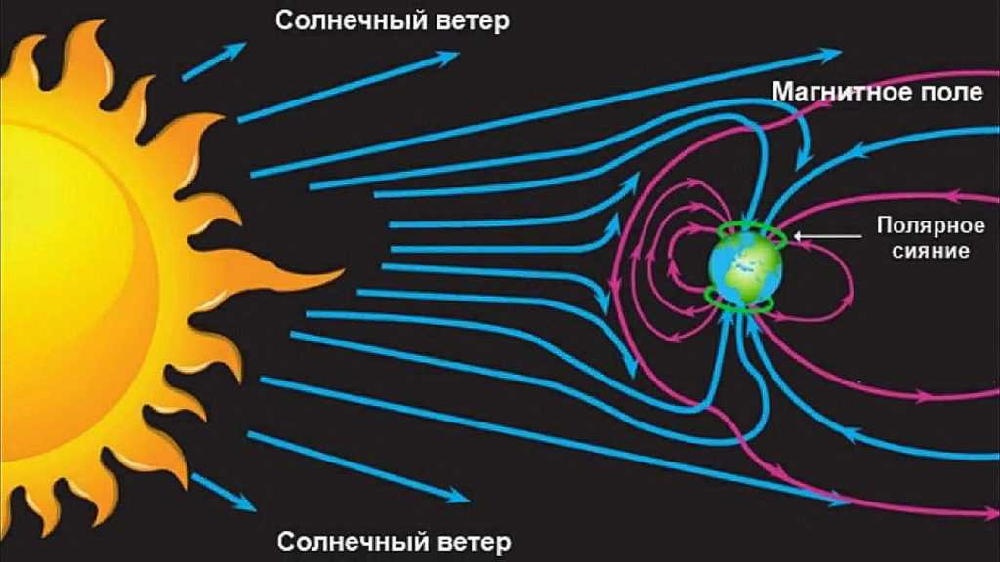 Солнечный ветер
Магнитное поле
Полярное
сияние
Солнечный ветер